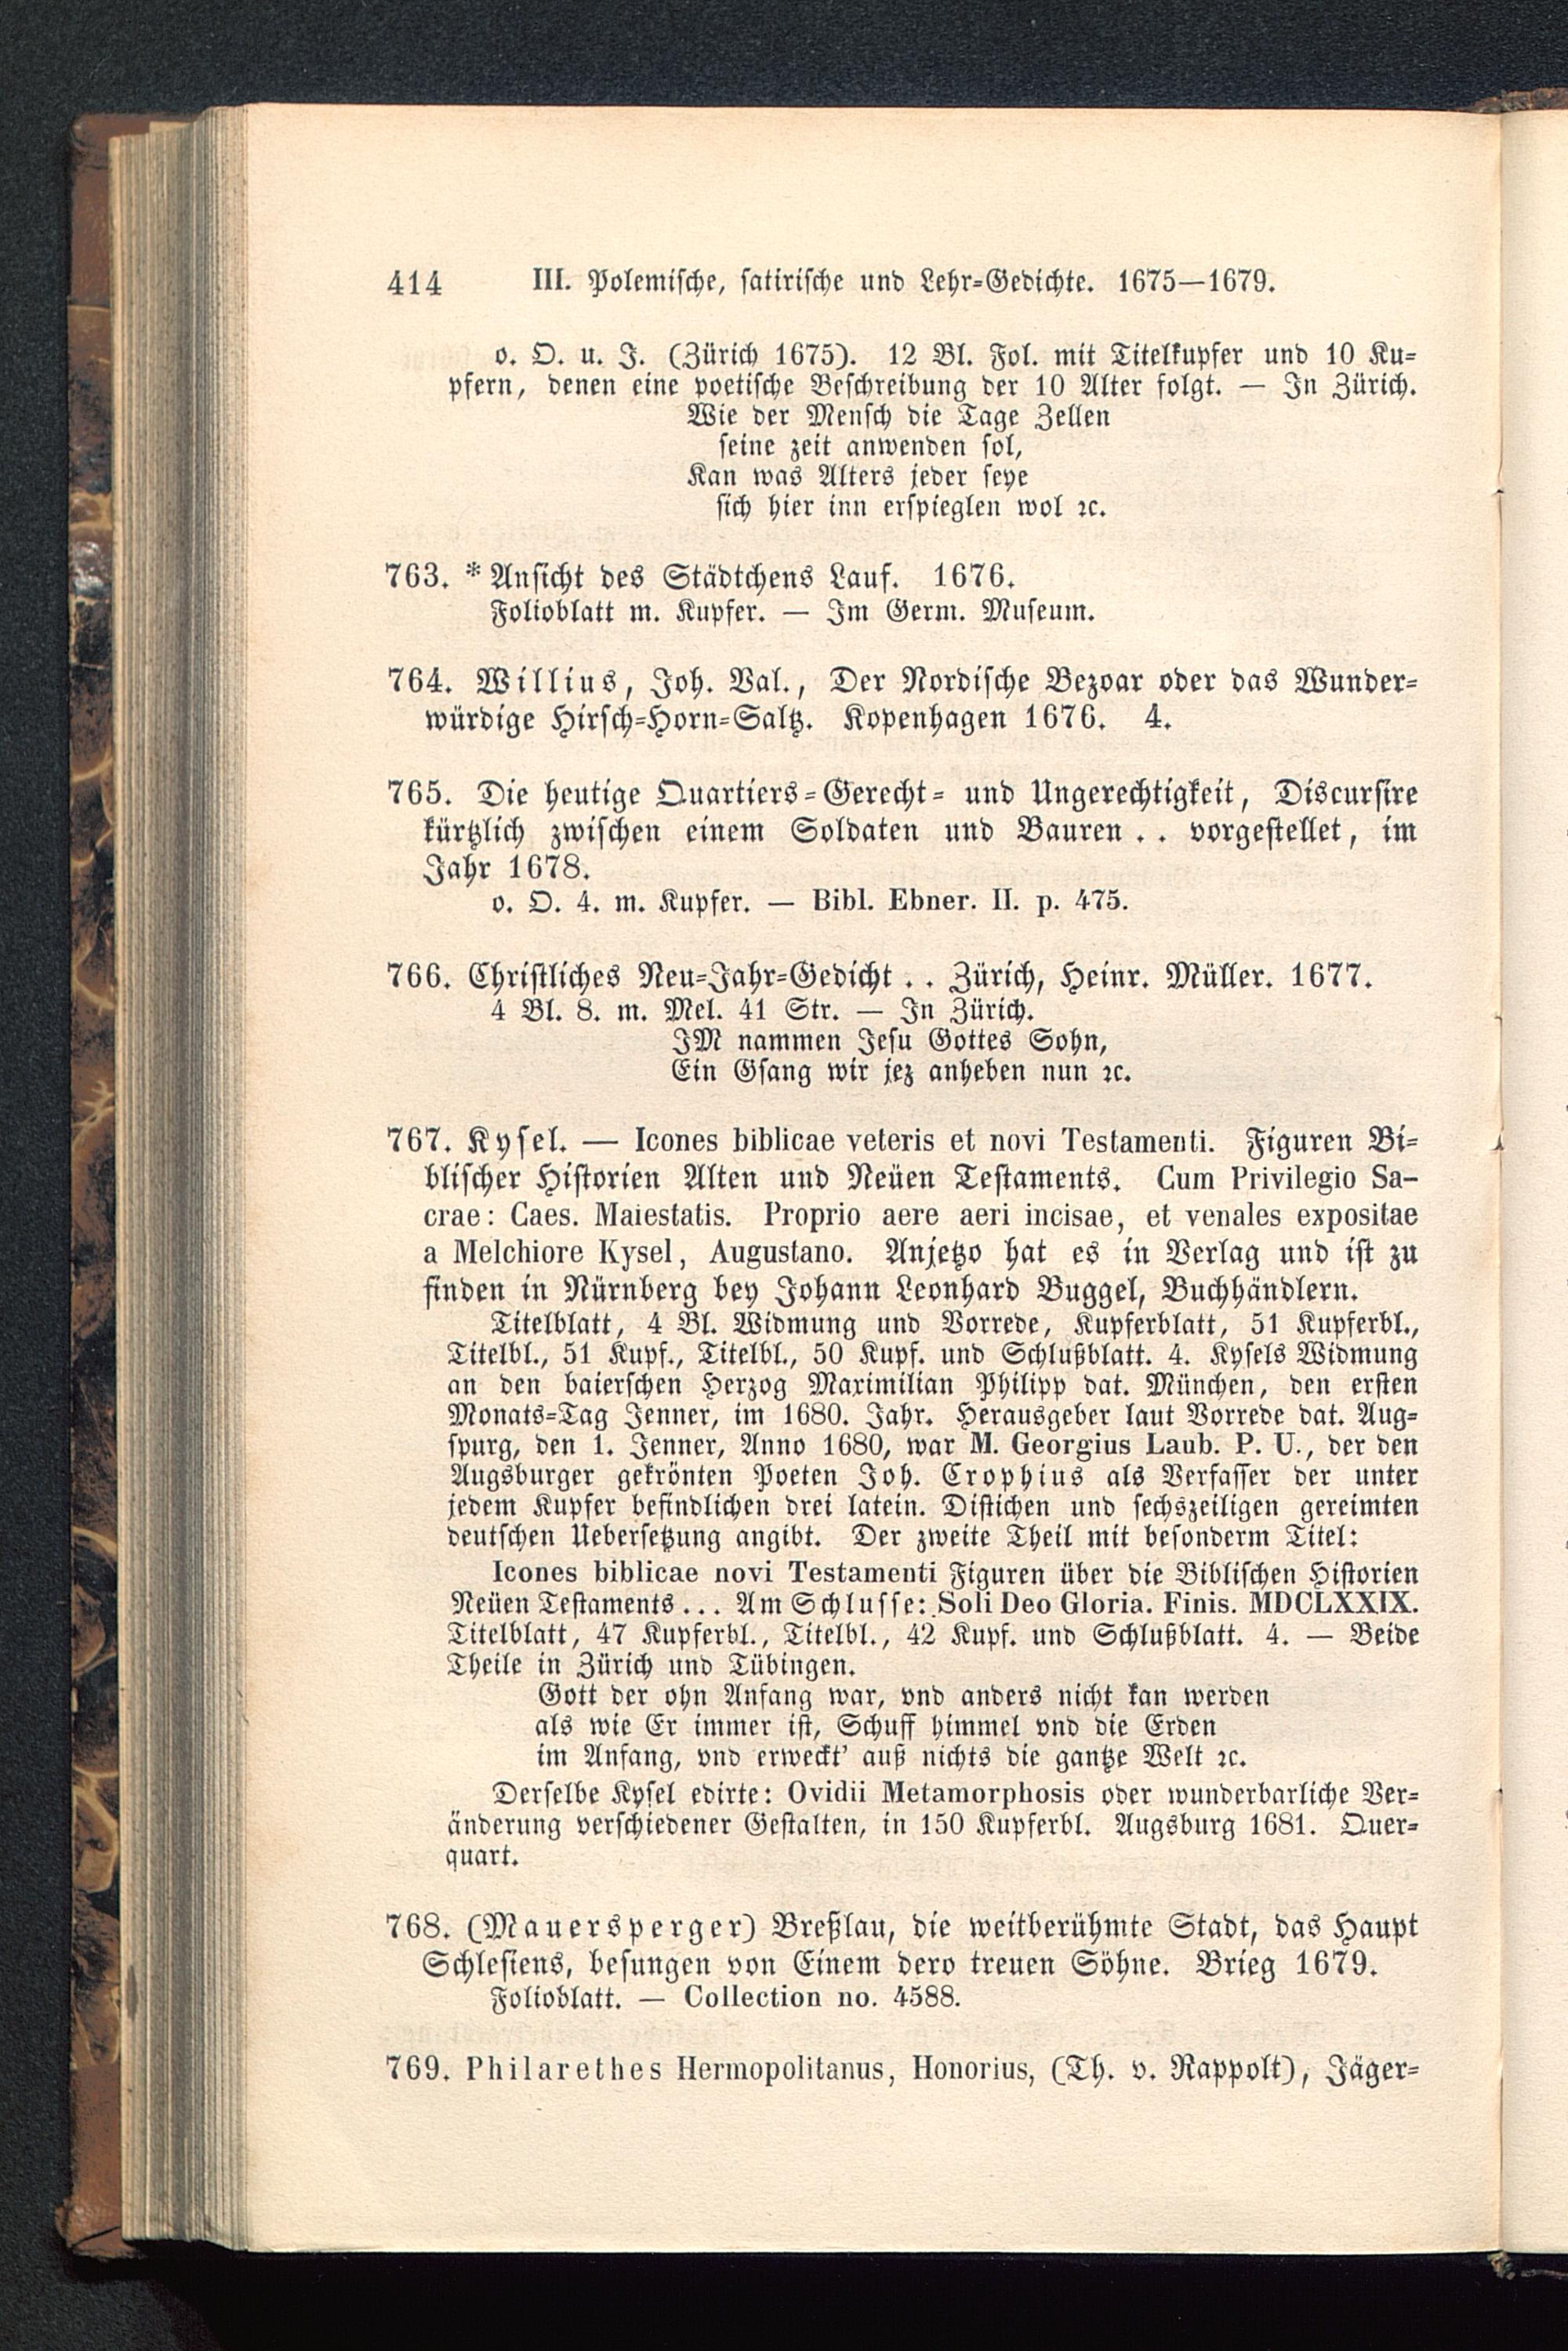 414 III. Polemische, satirische und Lehr-Gedichte. 1675—1679.
o. O. u. J. (Zürich 1675). 12 Bl. Fol. mit Titelkupfer und 10 Ku-
pfern, denen eine poetische Beschreibung der 10 Alter folgt. — In Zürich.
Wie der Mensch die Tage Zellen
seine zeit anwenden sol,
Kan was Alters jeder seye
sich hier inn erspieglen wol ꝛc.
763. * Ansicht des Städtchens Lauf. 1676.
Folioblatt m. Kupfer. — Im Germ. Museum.
764. Willius, Joh. Val., Der Nordische Bezoar oder das Wunder-
würdige Hirsch-Horn-Saltz. Kopenhagen 1676. 4.
765. Die heutige Quartiers-Gerecht- und Ungerechtigkeit, Discursire
kürtzlich zwischen einem Soldaten und Bauren . . vorgestellet, im
Jahr 1678.
o. O. 4. m. Kupfer. — Bibl. Ebner. II. p. 475.
766. Christliches Neu-Jahr-Gedicht . . Zürich, Heinr. Müller. 1677.
4 Bl. 8. m. Mel. 41 Str. — In Zürich.
IM nammen Jesu Gottes Sohn,
Ein Gsang wir jez anheben nun ꝛc.
767. Kysel. — Icones biblicae veteris et novi Testamenti. Figuren Bi-
blischer Historien Alten und Neüen Testaments. Cum Privilegio Sa-
crae: Caes. Maiestatis. Proprio aere aeri incisae, et venales expositae
a Melchiore Kysel, Augustano. Anjetzo hat es in Verlag und ist zu
finden in Nürnberg bey Johann Leonhard Buggel, Buchhändlern.
Titelblatt, 4 Bl. Widmung und Vorrede, Kupferblatt, 51 Kupferbl.,
Titelbl., 51 Kupf., Titelbl., 50 Kupf. und Schlußblatt. 4. Kysels Widmung
an den baierschen Herzog Maximilian Philipp dat. München, den ersten
Monats-Tag Jenner, im 1680. Jahr. Herausgeber laut Vorrede dat. Aug-
spurg, den 1. Jenner, Anno 1680, war M. Georgius Laub. P. U., der den
Augsburger gekrönten Poeten Joh. Crophius als Verfasser der unter
jedem Kupfer befindlichen drei latein. Distichen und sechszeiligen gereimten
deutschen Uebersetzung angibt. Der zweite Theil mit besonderm Titel:
Icones biblicae novi Testamenti Figuren über die Biblischen Historien
Neüen Testaments . . . Am Schlusse: Soli Deo Gloria. Finis. MDCLXXIX.
Titelblatt, 47 Kupferbl., Titelbl., 42 Kupf. und Schlußblatt. 4. — Beide
Theile in Zürich und Tübingen.
Gott der ohn Anfang war, vnd anders nicht kan werden
als wie Er immer ist, Schuff himmel vnd die Erden
im Anfang, vnd erweckt' auß nichts die gantze Welt ꝛc.
Derselbe Kysel edirte: Ovidii Metamorphosis oder wunderbarliche Ver-
änderung verschiedener Gestalten, in 150 Kupferbl. Augsburg 1681. Quer-
quart.
768. (Mauersperger) Breßlau, die weitberühmte Stadt, das Haupt
Schlesiens, besungen von Einem dero treuen Söhne. Brieg 1679.
Folioblatt. — Collection no. 4588.
769. Philarethes Hermopolitanus, Honorius, (Th. v. Rappolt), Jäger-